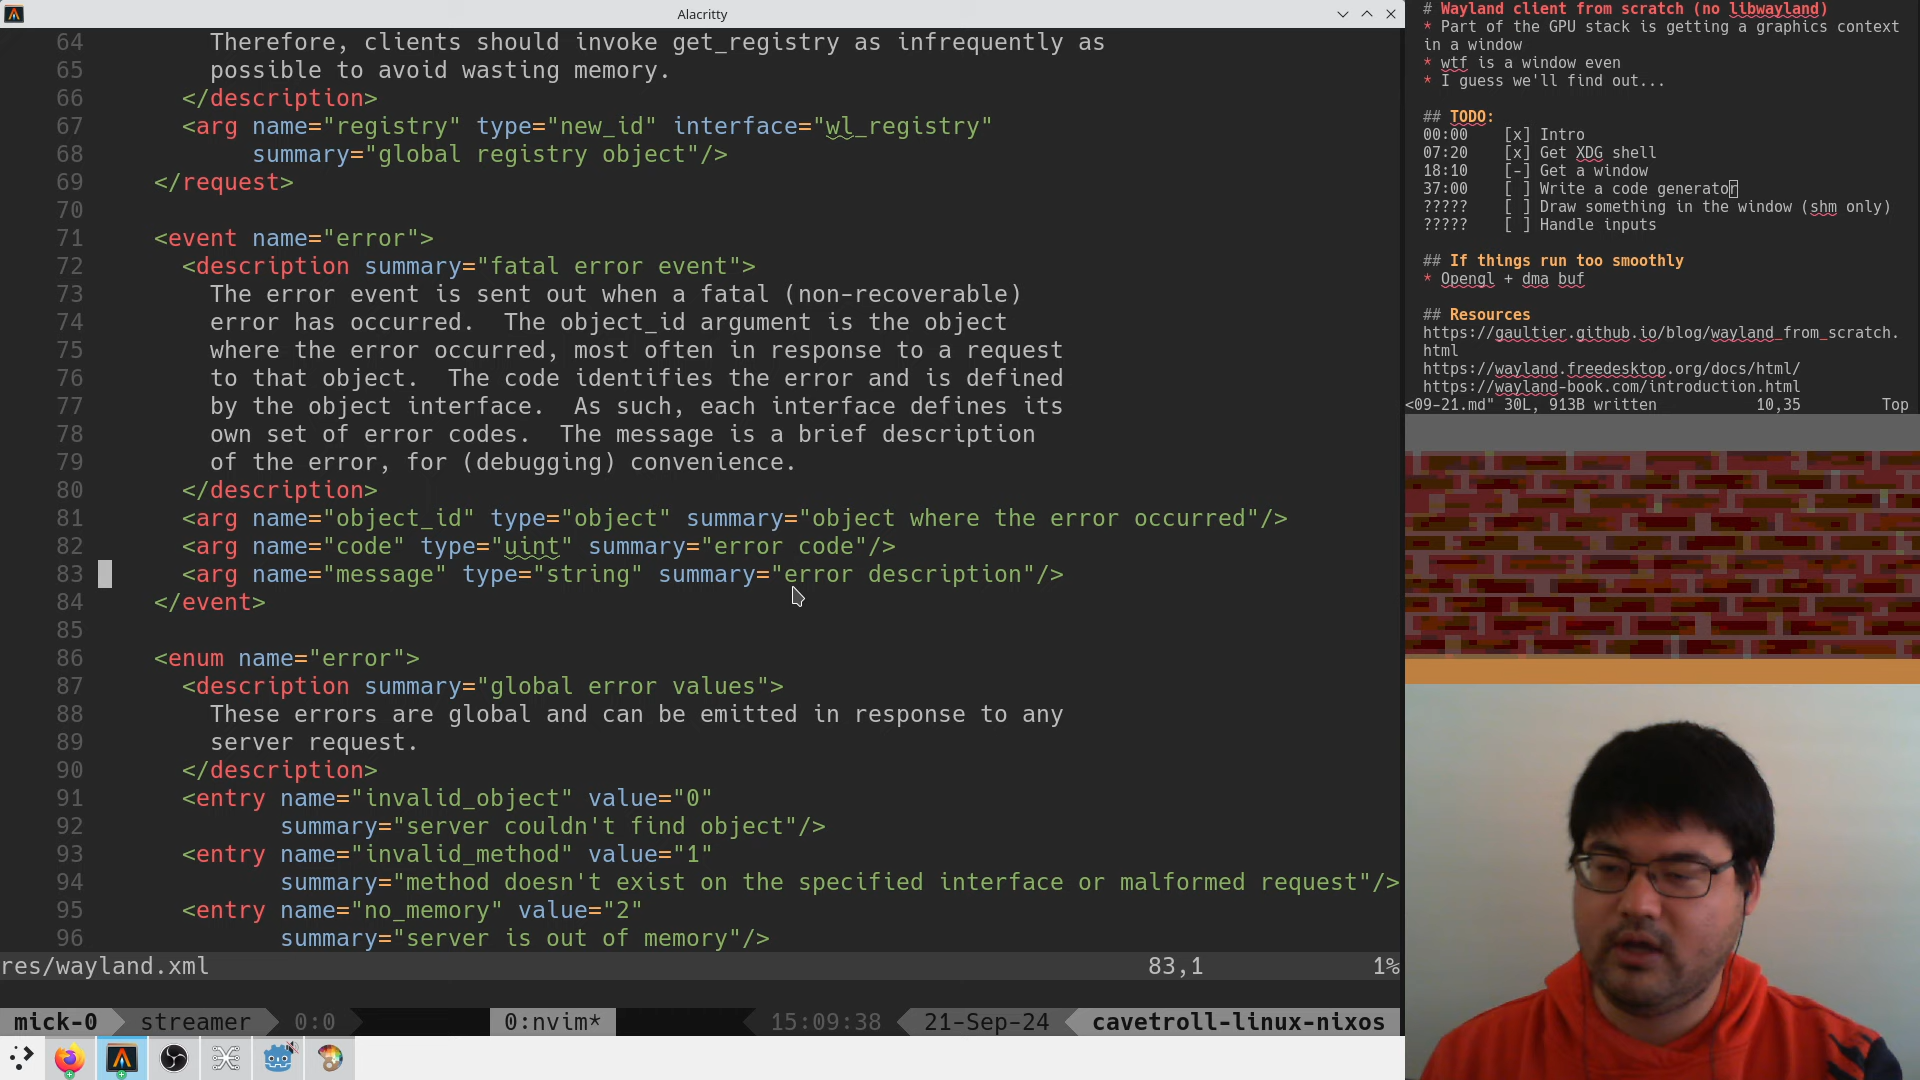 Alacritty
64 Therefore, clients should invoke get_registry as infrequently as
65 possible to avoid wasting memory.
66 </description>
67 <arg name="registry" type="new_id" interface="wl_registry"
68 summary="global registry object"/>
69 </request>
70
71 <event name="error">
72 <description summary="fatal error event">
73 The error event is sent out when a fatal (non-recoverable)
74 error has occurred.  The object_id argument is the object
75 where the error occurred, most often in response to a request
76 to that object.  The code identifies the error and is defined
77 by the object interface.  As such, each interface defines its
78 own set of error codes.  The message is a brief description
79 of the error, for (debugging) convenience.
80 </description>
81 <arg name="object_id" type="object" summary="object where the error occurred"/>
82 <arg name="code" type="uint" summary="error code"/>
83 <arg name="message" type="string" summary="error description"/>
84 </event>
85
86 <enum name="error">
87 <description summary="global error values">
88 These errors are global and can be emitted in response to any
89 server request.
90 </description>
91 <entry name="invalid_object" value="0"
92 summary="server couldn't find object"/>
93 <entry name="invalid_method" value="1"
94 summary="method doesn't exist on the specified interface or malformed request"/>
95 <entry name="no_memory" value="2"
96 summary="server is out of memory"/>
res/wayland.xml 83,1 1%
mick-0 streamer 0:0 0:nvim* 15:09:38 21-Sep-24 cavetroll-linux-nixos
# Wayland client from scratch (no libwayland)
* Part of the GPU stack is getting a graphics context
in a window
* wtf is a window even
* I guess we'll find out...
## TODO:
00:00 [x] Intro
07:20 [x] Get XDG shell
18:10 [-] Get a window
37:00 [ ] Write a code generator
????? [ ] Draw something in the window (shm only)
????? [ ] Handle inputs
## If things run too smoothly
* Opengl + dma buf
## Resources
https://gaultier.github.io/blog/wayland_from_scratch.
html
https://wayland.freedesktop.org/docs/html/
https://wayland-book.com/introduction.html
<09-21.md" 30L, 913B written 10,35 Top